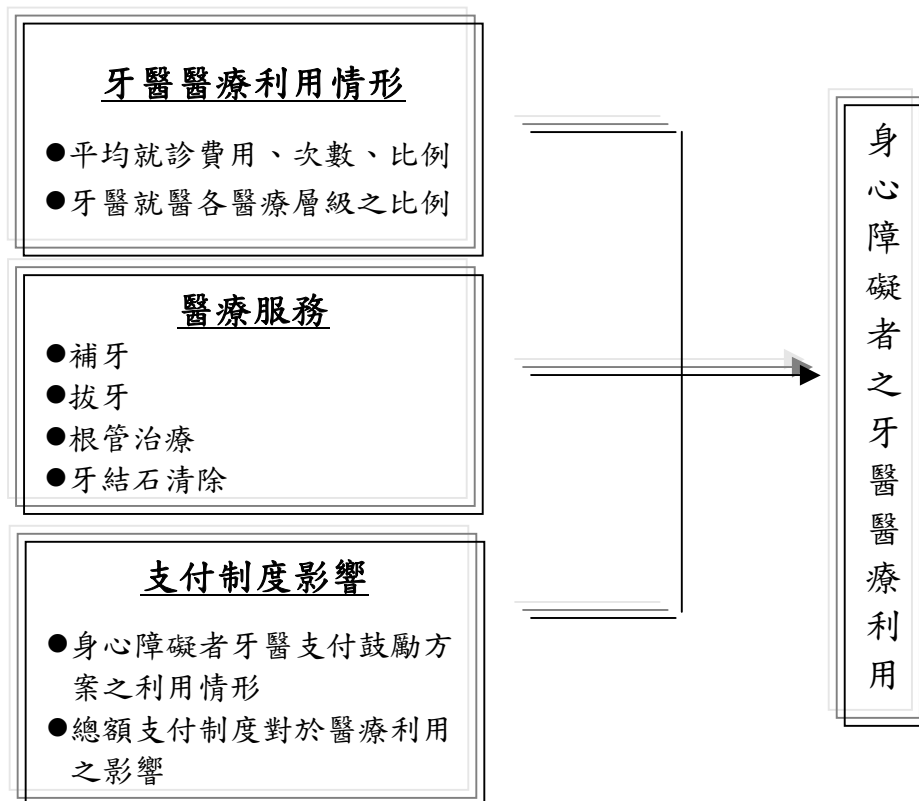 牙醫醫療利用情形
●平均就診費用、次數、比例
●牙醫就醫各醫療層級之比例
醫療服務
●補牙
●拔牙
●根管治療
●牙結石清除
支付制度影響
●身心障礙者牙醫支付鼓勵方
案之利用情形
●總額支付制度對於醫療利用
之影響
身心障礙者之牙醫醫療利用